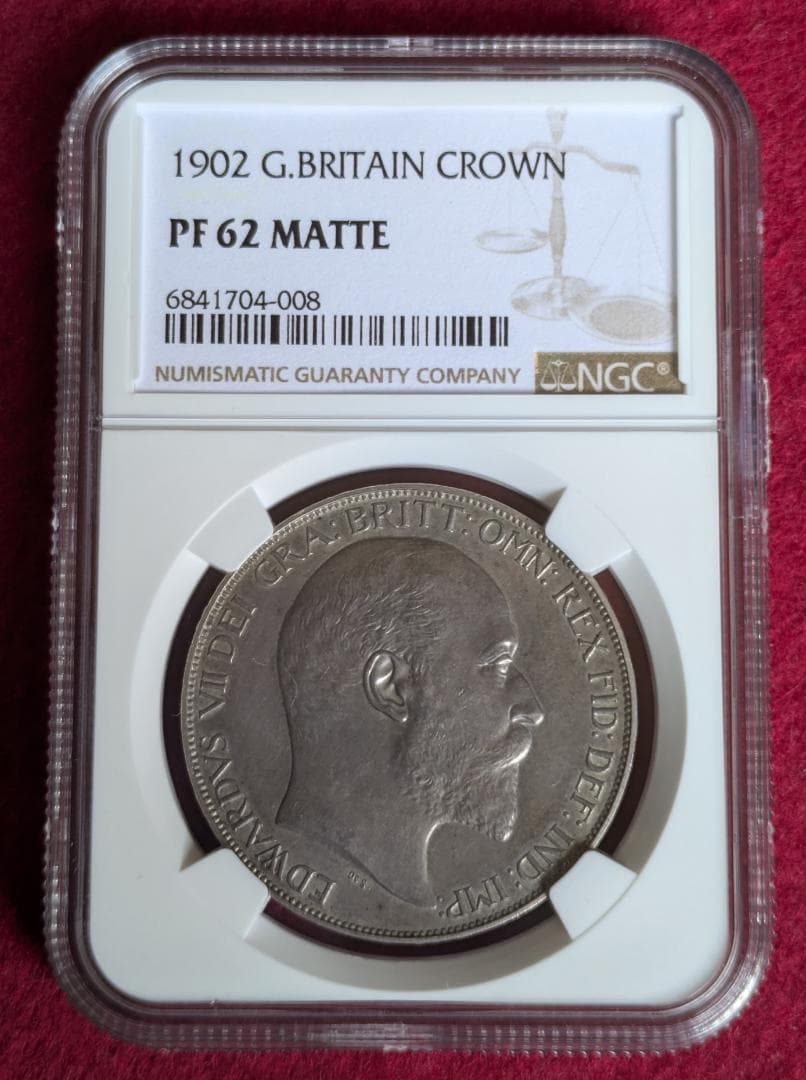 1902 G.BRITAIN CROWN
PF 62 MATTE
6841704-008
NUMISMATIC GUARANTY COMPANY
NGC®
EDWARDVS VII DEI GRA: BRITT: OMN: REX FID: DEF: IND: IMP: